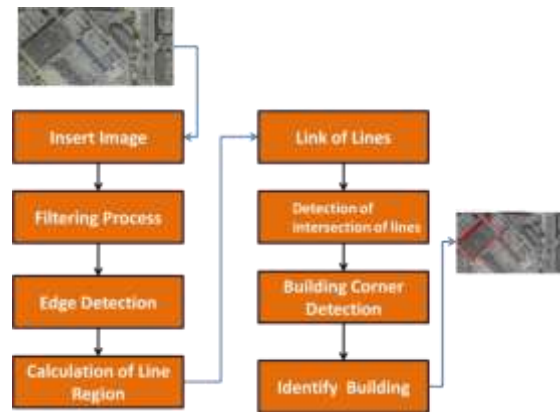 Insert Image
Filtering Process
Edge Detection
Calculation of Line
Region
Link of Lines
Detection of
intersection of lines
Building Corner
Detection
Identify Building